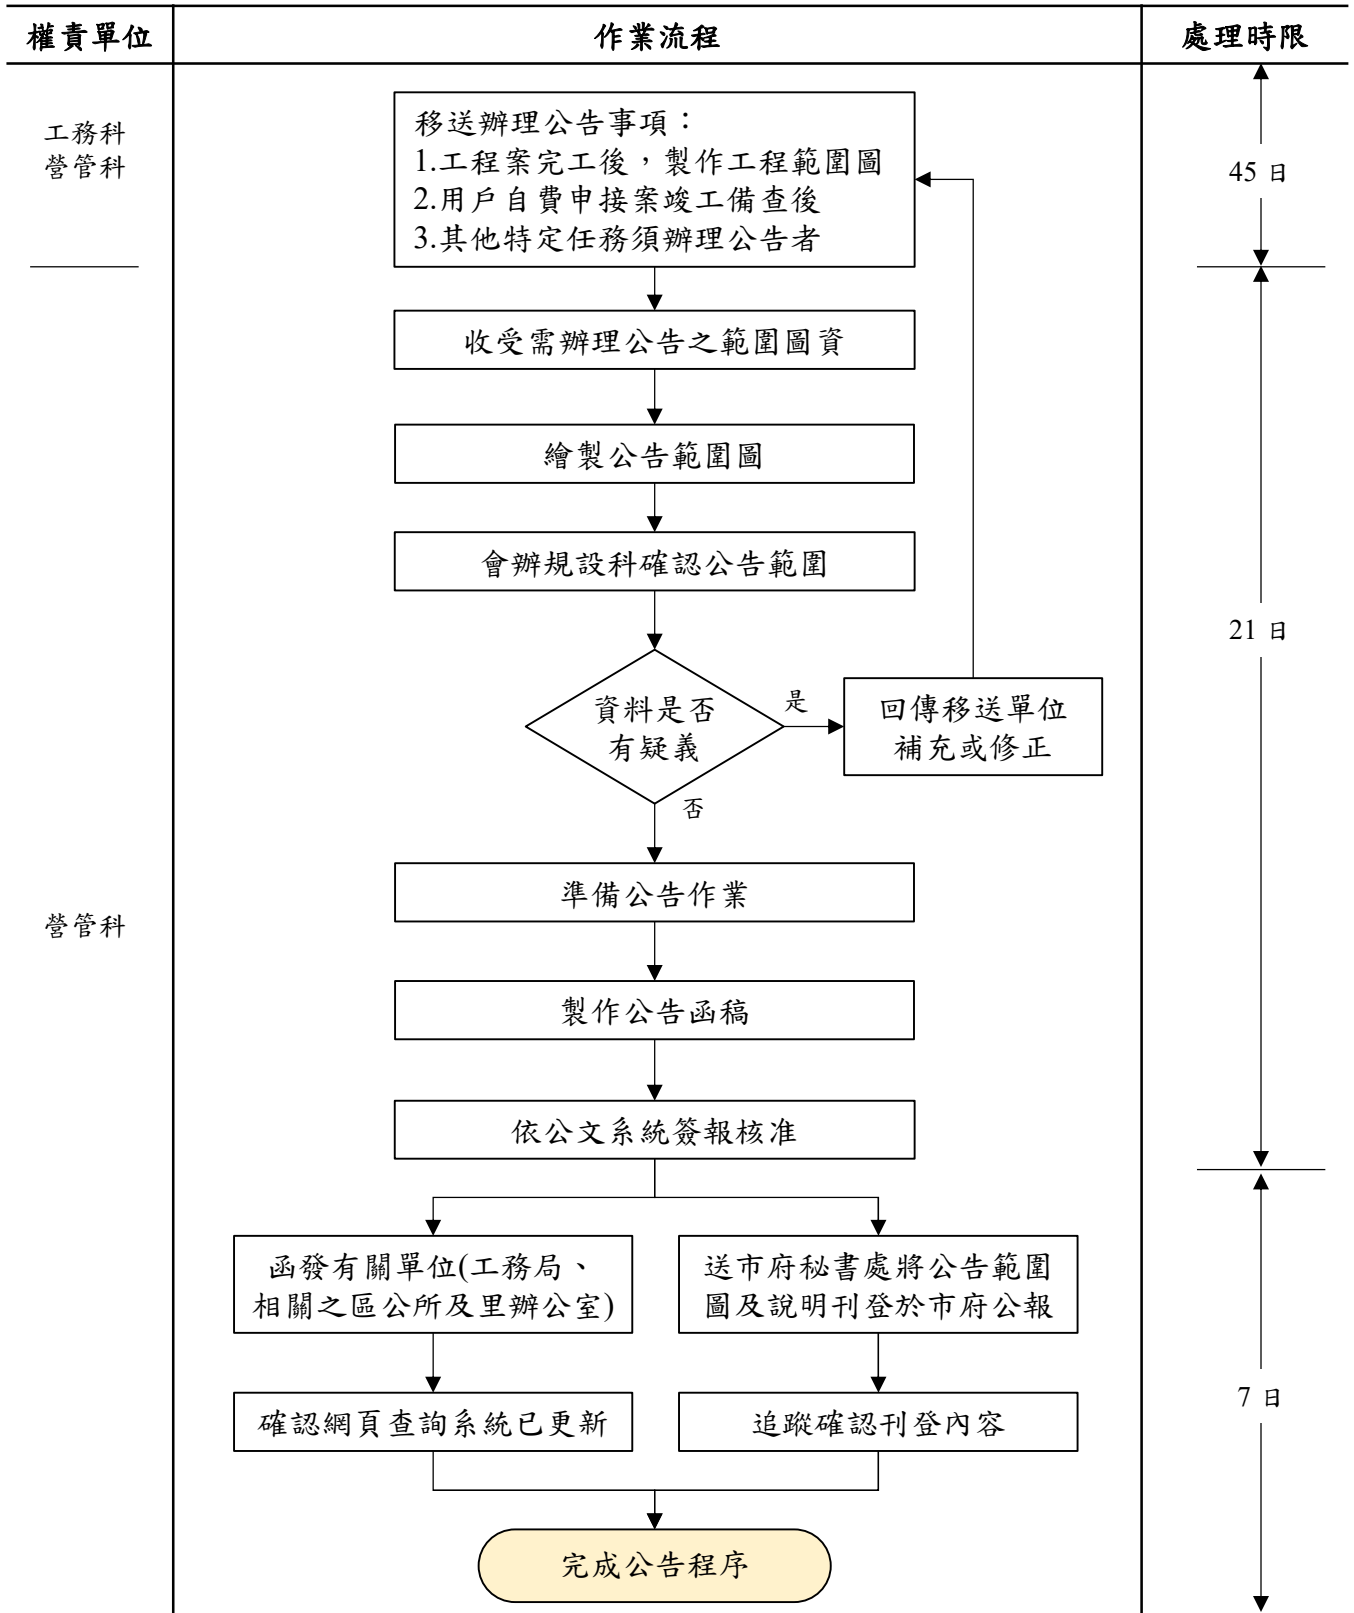 權責單位
作業流程
處理時限
工務科
營管科
移送辦理公告事項：
1.工程案完工後，製作工程範圍圖
2.用戶自費申接案竣工備查後
3.其他特定任務須辦理公告者
45 日
收受需辦理公告之範圍圖資
繪製公告範圍圖
會辦規設科確認公告範圍
21 日
資料是否
有疑義
是
回傳移送單位
補充或修正
否
準備公告作業
營管科
製作公告函稿
依公文系統簽報核准
函發有關單位(工務局、
相關之區公所及里辦公室)
送市府秘書處將公告範圍
圖及說明刊登於市府公報
7 日
確認網頁查詢系統已更新
追蹤確認刊登內容
完成公告程序